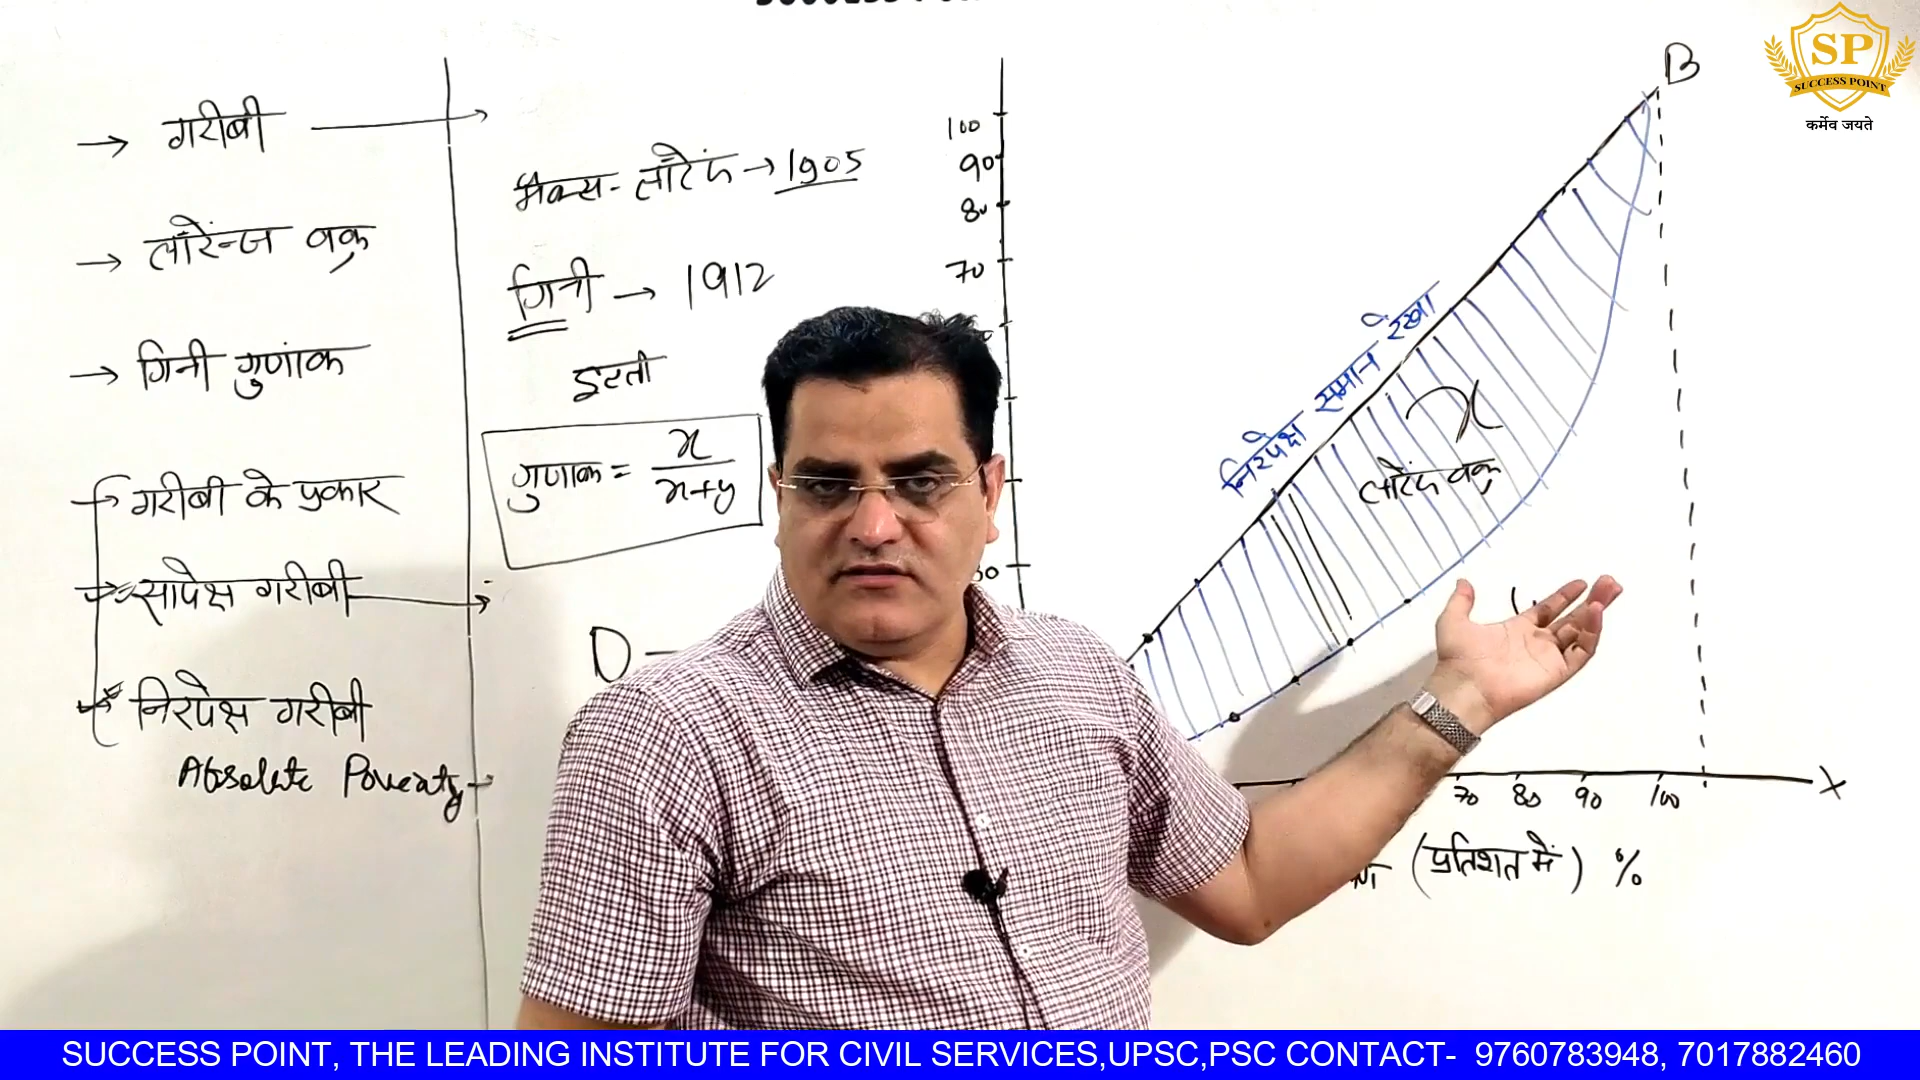 → गरीबी
→ लॉरेंन्ज वक्र
→ गिनी गुणांक
→ गरीबी के प्रकार
→ सापेक्ष गरीबी
→ निरपेक्ष गरीबी
Absolute Poverty
मैक्स - लॉरेंज → 1905
गिनी → 1912
इटली
गुणाक = x / x+y
D
100
90
80
70
B
निरपेक्ष समान रेखा
x
लॉरेंज वक्र
70 80 90 100 X
(प्रतिशत में) %
SP
SUCCESS POINT
कर्मेव जयते
SUCCESS POINT, THE LEADING INSTITUTE FOR CIVIL SERVICES,UPSC,PSC CONTACT- 9760783948, 7017882460